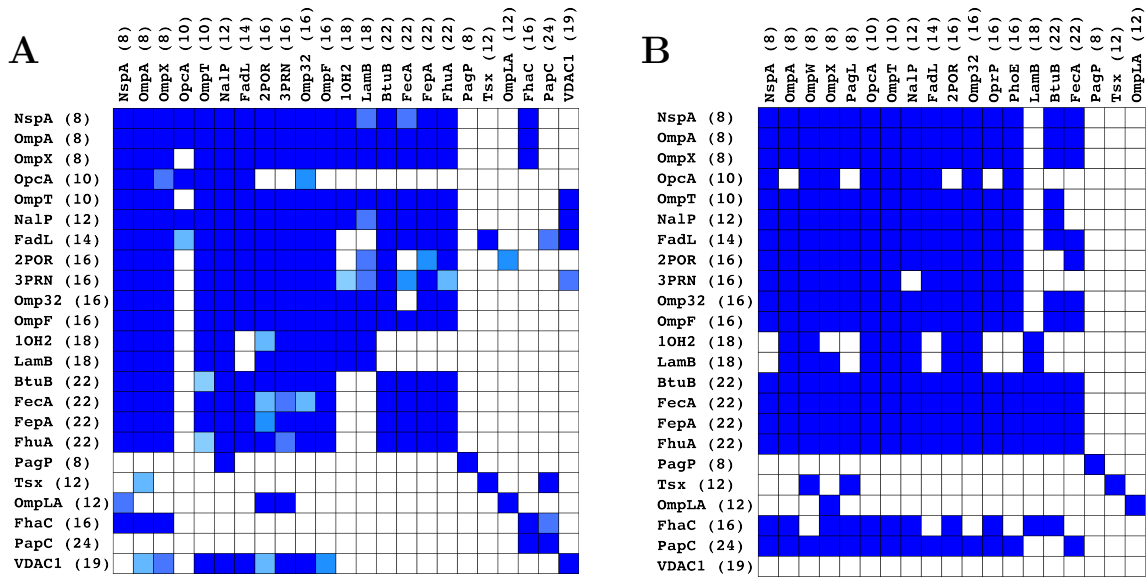 A
NspA (8)
OmpA (8)
OmpX (8)
OpcA (10)
OmpT (10)
NalP (12)
FadL (14)
2POR (16)
3PRN (16)
Omp32 (16)
OmpF (16)
1OH2 (18)
LamB (18)
BtuB (22)
FecA (22)
FepA (22)
FhuA (22)
PagP (8)
Tsx (12)
OmpLA (12)
FhaC (16)
PapC (24)
VDAC1 (19)
NspA (8)
OmpA (8)
OmpX (8)
OpcA (10)
OmpT (10)
NalP (12)
FadL (14)
2POR (16)
3PRN (16)
Omp32 (16)
OmpF (16)
1OH2 (18)
LamB (18)
BtuB (22)
FecA (22)
FepA (22)
FhuA (22)
PagP (8)
Tsx (12)
OmpLA (12)
FhaC (16)
PapC (24)
VDAC1 (19)
B
NspA (8)
OmpA (8)
OmpW (8)
OmpX (8)
PagL (8)
OpcA (10)
OmpT (10)
NalP (12)
FadL (14)
2POR (16)
Omp32 (16)
OprP (16)
PhoE (16)
LamB (18)
BtuB (22)
FecA (22)
PagP (8)
Tsx (12)
OmpLA (12)
NspA (8)
OmpA (8)
OmpX (8)
OpcA (10)
OmpT (10)
NalP (12)
FadL (14)
2POR (16)
3PRN (16)
Omp32 (16)
OmpF (16)
1OH2 (18)
LamB (18)
BtuB (22)
FecA (22)
FepA (22)
FhuA (22)
PagP (8)
Tsx (12)
OmpLA (12)
FhaC (16)
PapC (24)
VDAC1 (19)